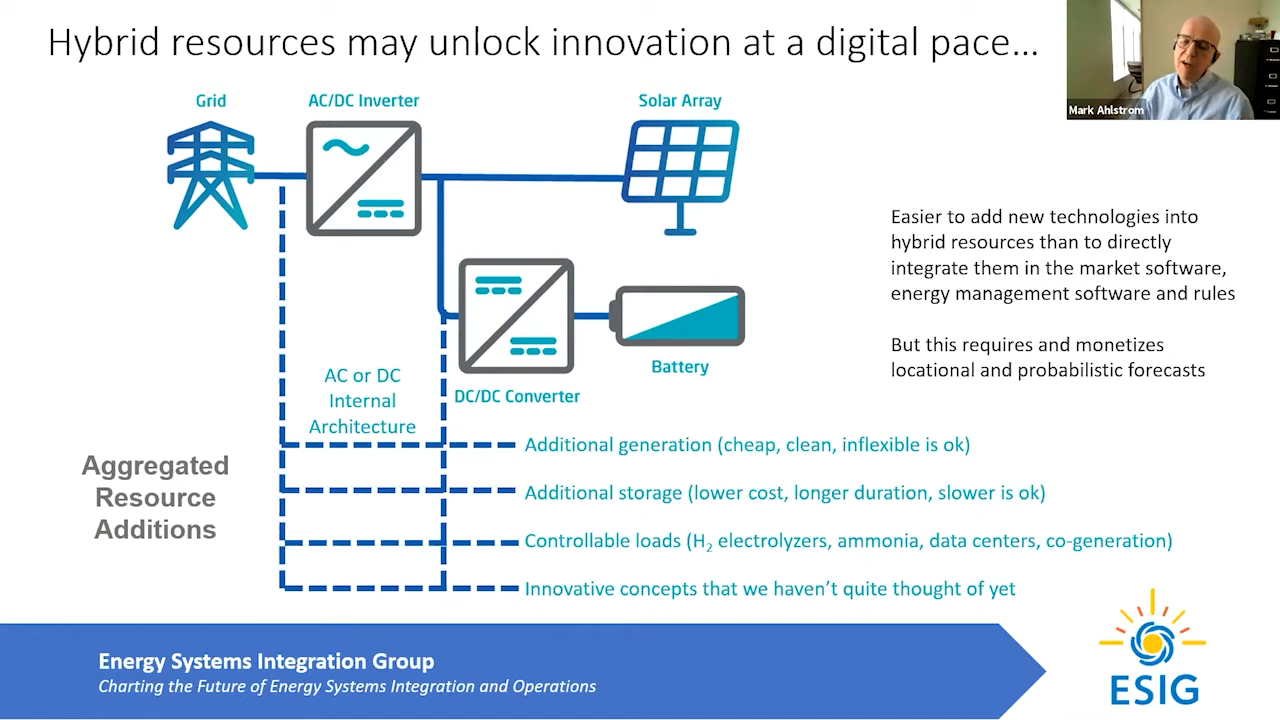 Hybrid resources may unlock innovation at a digital pace…
Mark Ahlstrom
Grid
AC/DC Inverter
Solar Array
Easier to add new technologies into
hybrid resources than to directly
integrate them in the market software,
energy management software and rules
But this requires and monetizes
locational and probabilistic forecasts
Battery
DC/DC Converter
AC or DC
Internal
Architecture
Aggregated
Resource
Additions
Additional generation (cheap, clean, inflexible is ok)
Additional storage (lower cost, longer duration, slower is ok)
Controllable loads (H₂ electrolyzers, ammonia, data centers, co-generation)
Innovative concepts that we haven’t quite thought of yet
Energy Systems Integration Group
Charting the Future of Energy Systems Integration and Operations
ESIG